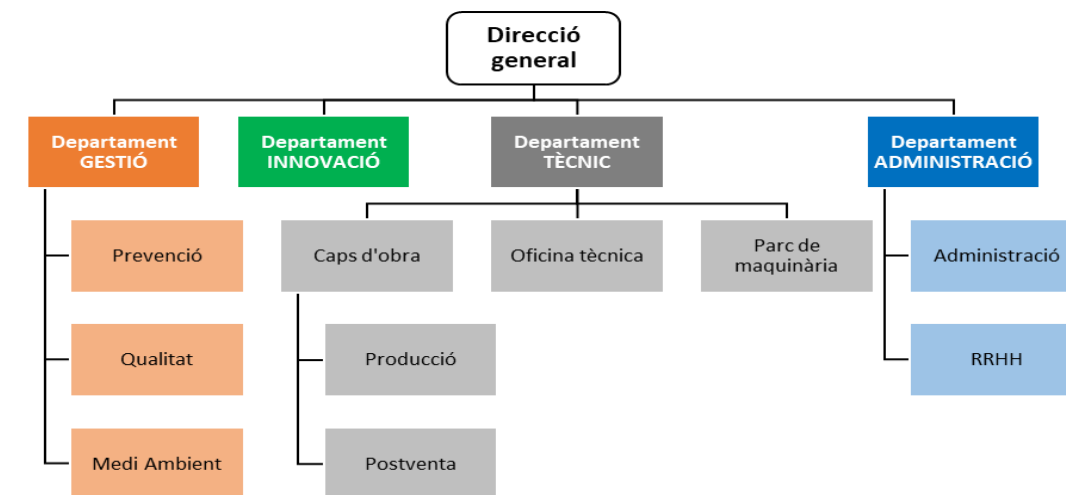 Direcció
general
Departament
GESTIÓ
Departament
INNOVACIÓ
Departament
TÈCNIC
Departament
ADMINISTRACIÓ
Prevenció
Caps d'obra
Oficina tècnica
Parc de
maquinària
Administració
Qualitat
Producció
RRHH
Medi Ambient
Postventa